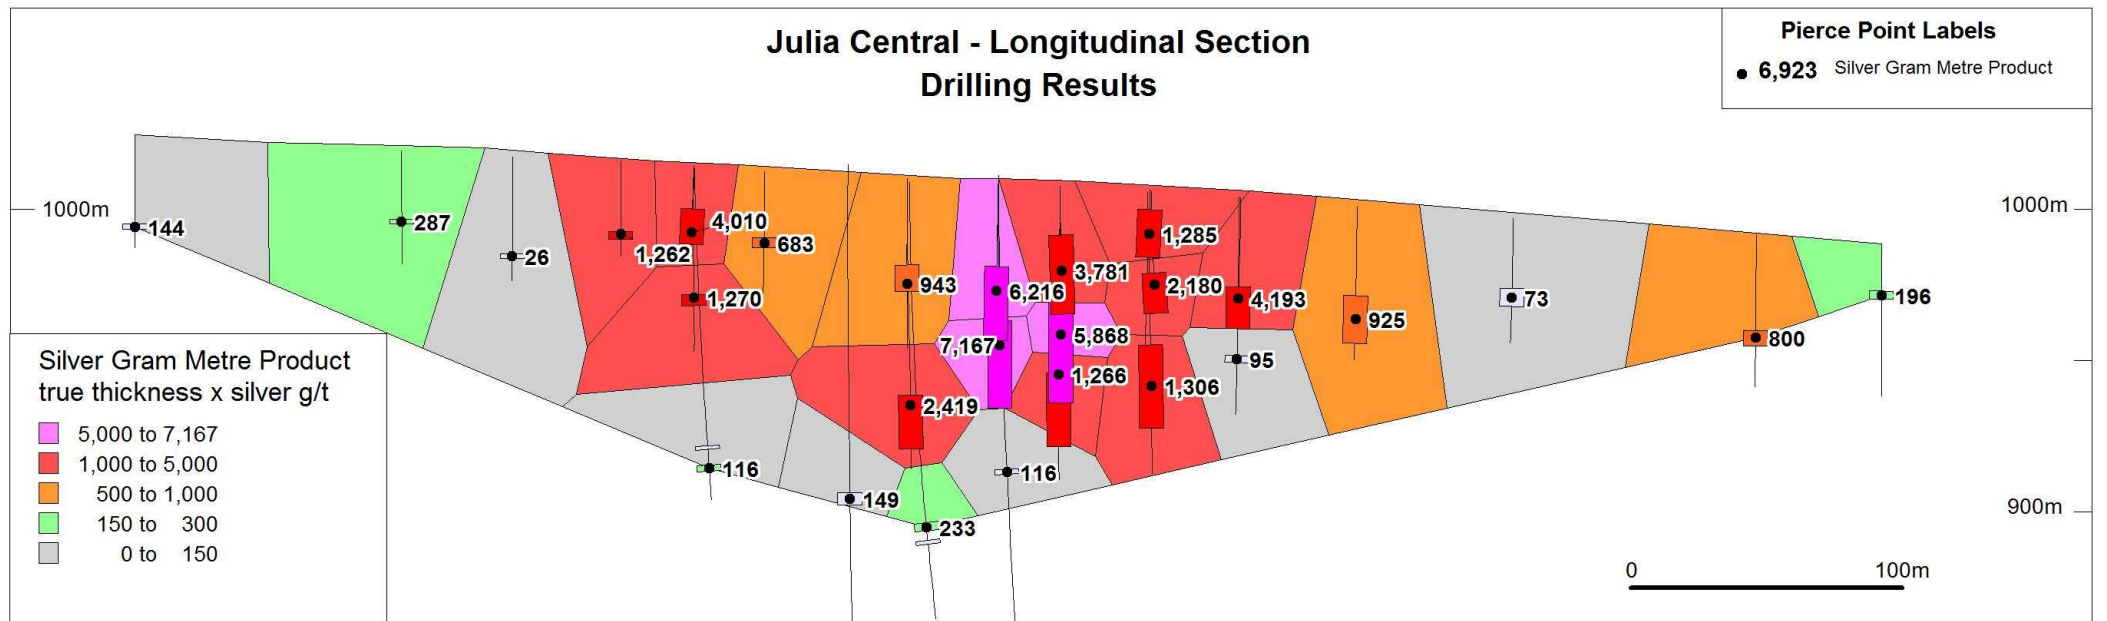 Julia Central - Longitudinal Section
Drilling Results
Pierce Point Labels
6,923 Silver Gram Metre Product
1000m
1000m
144
287
26
1,262
4,010
1,270
683
943
6,216
7,167
3,781
5,868
1,266
1,285
2,180
1,306
4,193
95
925
73
800
196
2,419
116
149
233
116
900m
Silver Gram Metre Product
true thickness x silver g/t
5,000 to 7,167
1,000 to 5,000
500 to 1,000
150 to 300
0 to 150
0 100m